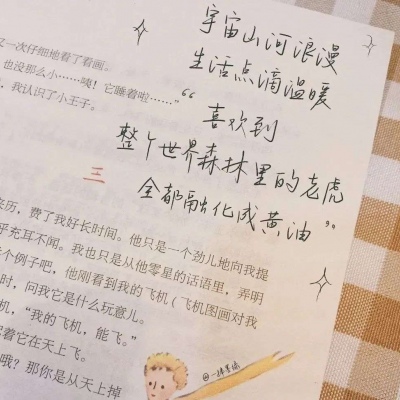 宇宙山河浪漫
生活点滴温暖
“喜欢到
整个世界森林里的老虎
全都融化成黄油”
又一次仔细地看了看画。
也没那么小……咦！它睡着啦……”
，我认识了小王子。
三
来历，费了我好长时间。他只是一个劲儿地向我提
乎充耳不闻。我也只是从他零星的话语里，弄明
个例子吧，他刚看到我的飞机（飞机图画对我
时，问我它是什么玩意儿。
机，“我的飞机，能飞。”
着它在天上飞。
哦？那你是从天上掉